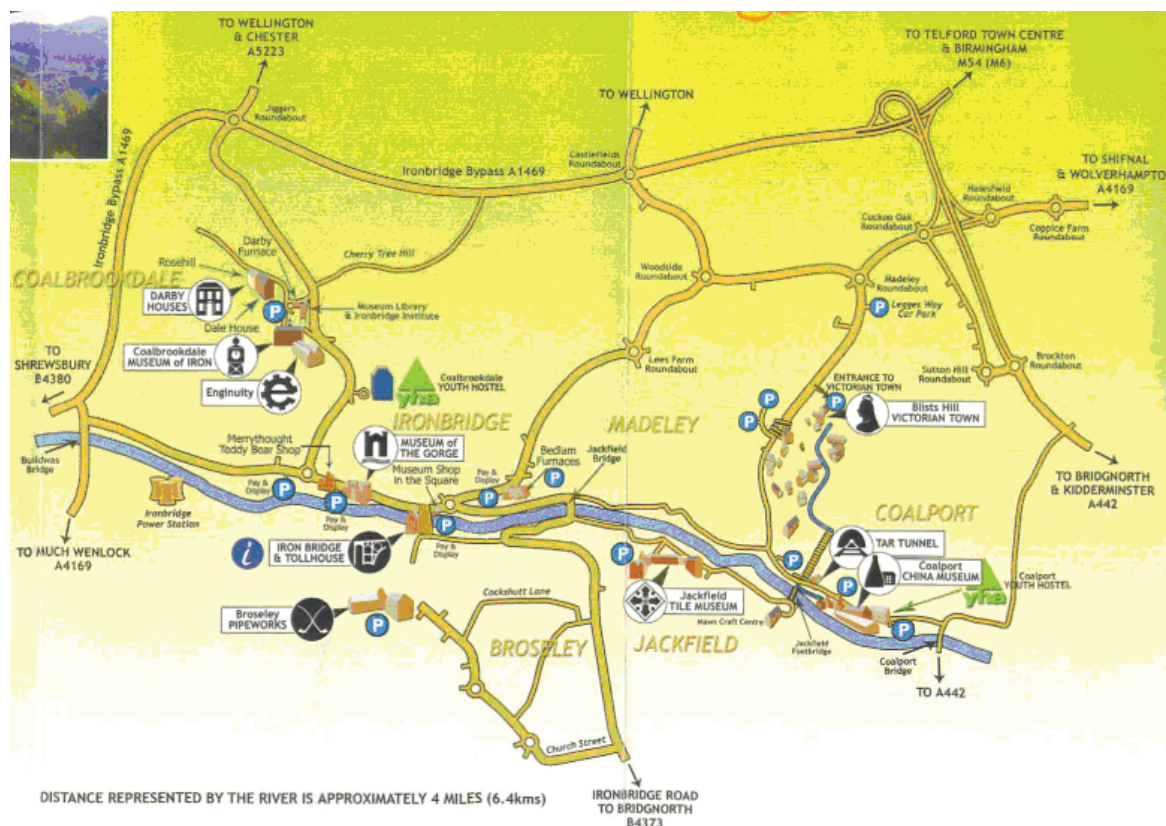 TO WELLINGTON
& CHESTER
A5223
TO TELFORD TOWN CENTRE
& BIRMINGHAM
M54 (M6)
TO WELLINGTON
Jiggers
Roundabout
Castlefields
Roundabout
Ironbridge Bypass A1469
Ironbridge Bypass A1469
TO SHIFNAL
& WOLVERHAMPTO
A4169
Halesfield
Roundabout
Cuckoo Oak
Roundabout
Coppice Farm
Roundabout
Darby
Furnace
Rosehill
Cherry Tree Hill
COALBROOKDALE
DARBY
HOUSES
P
Museum Library
& Ironbridge Institute
Dale House
Woodside
Roundabout
Madeley
Roundabout
P
Legges Way
Car Park
Coalbrookdale
MUSEUM of IRON
Enginuity
e
TO
SHREWSBURY
B4380
Lees Farm
Roundabout
Brockton
Roundabout
Sutton Hill
Roundabout
yha
Coalbrookdale
YOUTH HOSTEL
ENTRANCE TO
VICTORIAN TOWN
P
P
P
Blists Hill
VICTORIAN TOWN
IRONBRIDGE
MADELEY
Merrythought
Teddy Bear Shop
MUSEUM of
THE GORGE
Museum Shop
in the Square
Bedlam
Furnaces
Jackfield
Bridge
Buildwas
Bridge
Pay &
Display
P
P
Pay &
Display
Pay &
Display
P
P
P
Pay &
Display
Ironbridge
Power Station
TO BRIDGNORTH
& KIDDERMINSTER
A442
COALPORT
TO MUCH WENLOCK
A4169
i
IRON BRIDGE
& TOLLHOUSE
TAR TUNNEL
Coalport
CHINA MUSEUM
P
P
P
P
yha
Coalport
YOUTH HOSTEL
Broseley
PIPEWORKS
P
Cockshutt Lane
Jackfield
TILE MUSEUM
Maws Craft Centre
BROSELEY
JACKFIELD
Jackfield
Footbridge
Coalport
Bridge
TO A442
Church Street
DISTANCE REPRESENTED BY THE RIVER IS APPROXIMATELY 4 MILES (6.4kms)
IRONBRIDGE ROAD
TO BRIDGNORTH
B4373